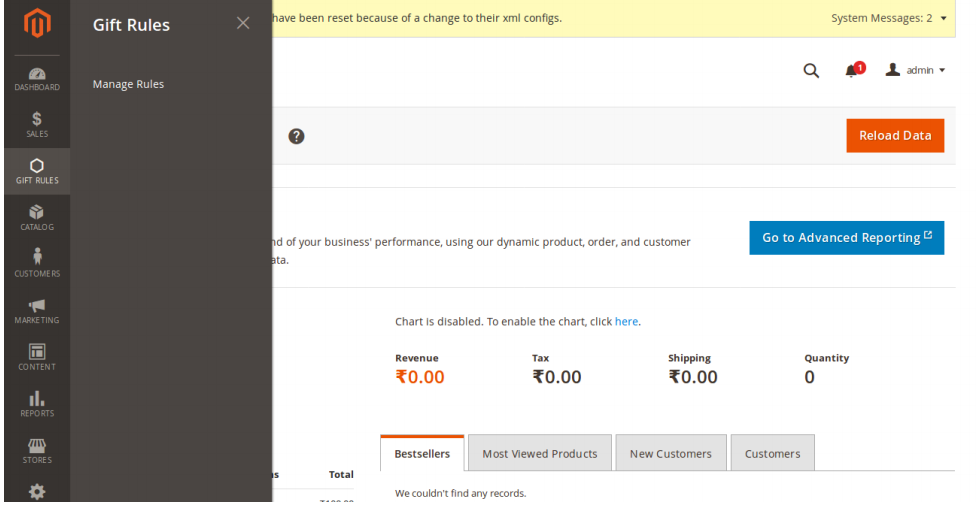 Gift Rules
have been reset because of a change to their xml configs.
System Messages: 2
DASHBOARD
Manage Rules
1
admin
SALES
?
Reload Data
GIFT RULES
CATALOG
nd of your business' performance, using our dynamic product, order, and customer
ata.
Go to Advanced Reporting
CUSTOMERS
MARKETING
Chart is disabled. To enable the chart, click here.
CONTENT
Revenue
Tax
Shipping
Quantity
₹0.00
₹0.00
₹0.00
0
REPORTS
STORES
Bestsellers
Most Viewed Products
New Customers
Customers
s
Total
We couldn't find any records.